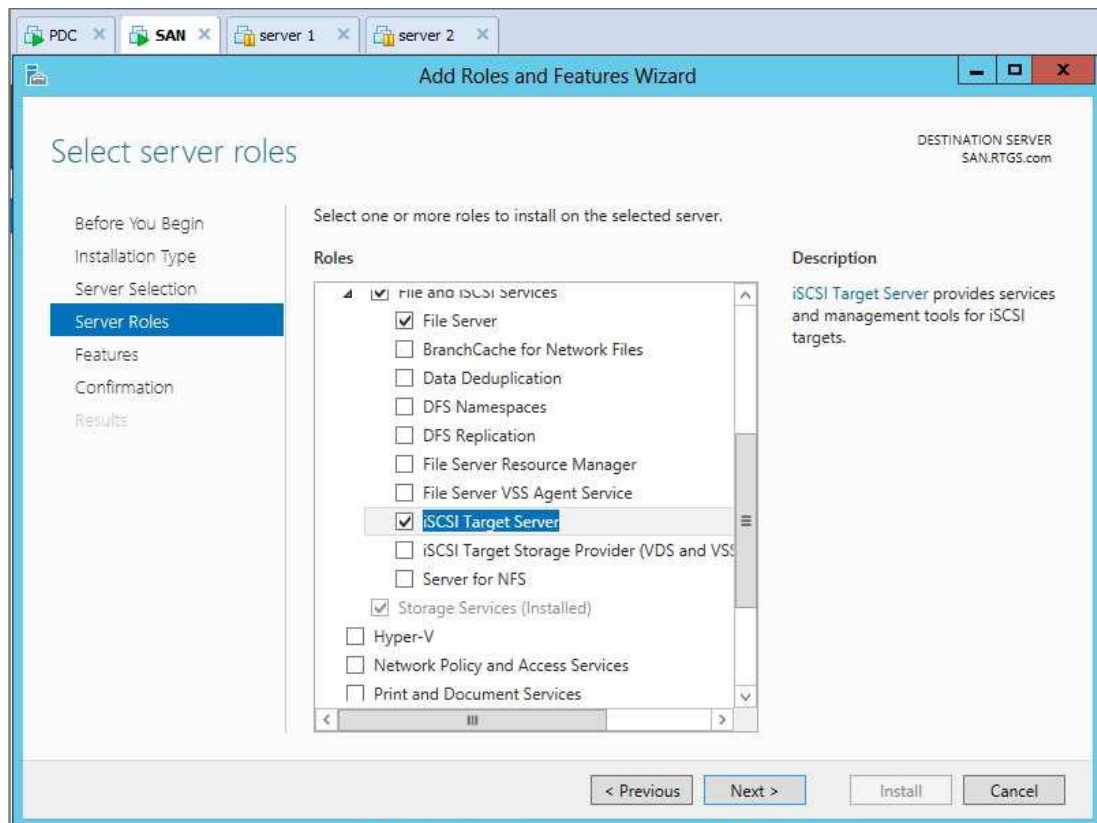 PDC
SAN
server 1
server 2
Add Roles and Features Wizard
Select server roles
DESTINATION SERVER
SAN.RTGS.com
Before You Begin
Installation Type
Server Selection
Server Roles
Features
Confirmation
Results
Select one or more roles to install on the selected server.
Roles
File and iSCSI Services
File Server
BranchCache for Network Files
Data Deduplication
DFS Namespaces
DFS Replication
File Server Resource Manager
File Server VSS Agent Service
iSCSI Target Server
iSCSI Target Storage Provider (VDS and VSS
Server for NFS
Storage Services (Installed)
Hyper-V
Network Policy and Access Services
Print and Document Services
Description
iSCSI Target Server provides services
and management tools for iSCSI
targets.
< Previous
Next >
Install
Cancel